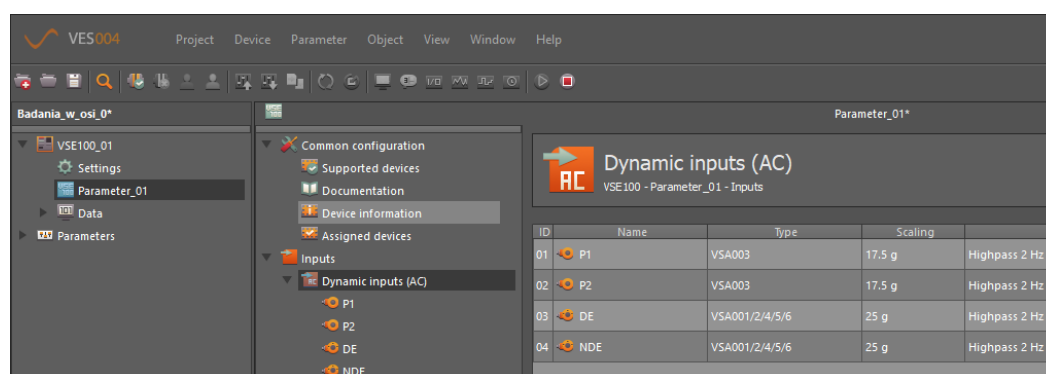 VES004 Project Device Parameter Object View Window Help
Badania_w_osi_0*
VSE100_01
Settings
Parameter_01
Data
Parameters
Common configuration
Supported devices
Documentation
Device information
Assigned devices
Inputs
Dynamic inputs (AC)
P1
P2
DE
NDE
Parameter_01*
AC
Dynamic inputs (AC)
VSE100 - Parameter_01 - Inputs
ID Name Type Scaling
01 P1 VSA003 17.5 g Highpass 2 Hz
02 P2 VSA003 17.5 g Highpass 2 Hz
03 DE VSA001/2/4/5/6 25 g Highpass 2 Hz
04 NDE VSA001/2/4/5/6 25 g Highpass 2 Hz